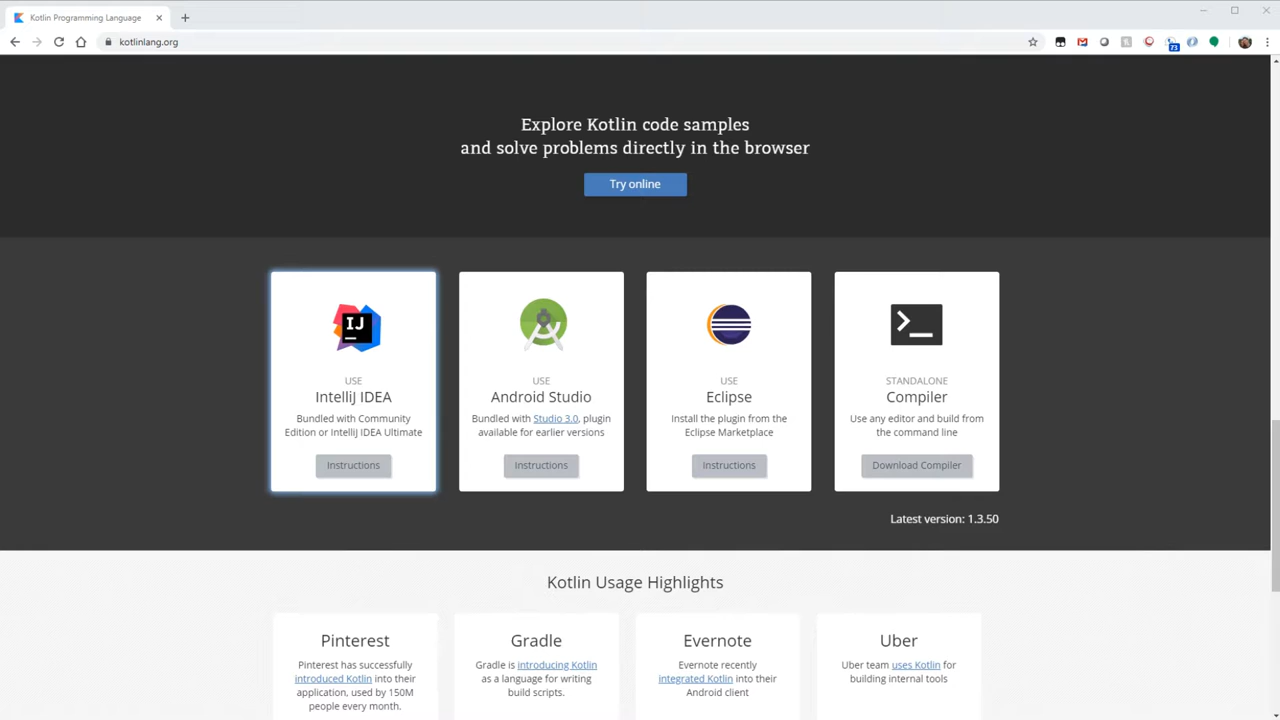 Kotlin Programming Language
kotlinlang.org
73
Explore Kotlin code samples
and solve problems directly in the browser
Try online
IJ
USE
IntelliJ IDEA
Bundled with Community
Edition or IntelliJ IDEA Ultimate
Instructions
USE
Android Studio
Bundled with Studio 3.0, plugin
available for earlier versions
Instructions
USE
Eclipse
Install the plugin from the
Eclipse Marketplace
Instructions
STANDALONE
Compiler
Use any editor and build from
the command line
Download Compiler
Latest version: 1.3.50
Kotlin Usage Highlights
Pinterest
Pinterest has successfully
introduced Kotlin into their
application, used by 150M
people every month.
Gradle
Gradle is introducing Kotlin
as a language for writing
build scripts.
Evernote
Evernote recently
integrated Kotlin into their
Android client
Uber
Uber team uses Kotlin for
building internal tools